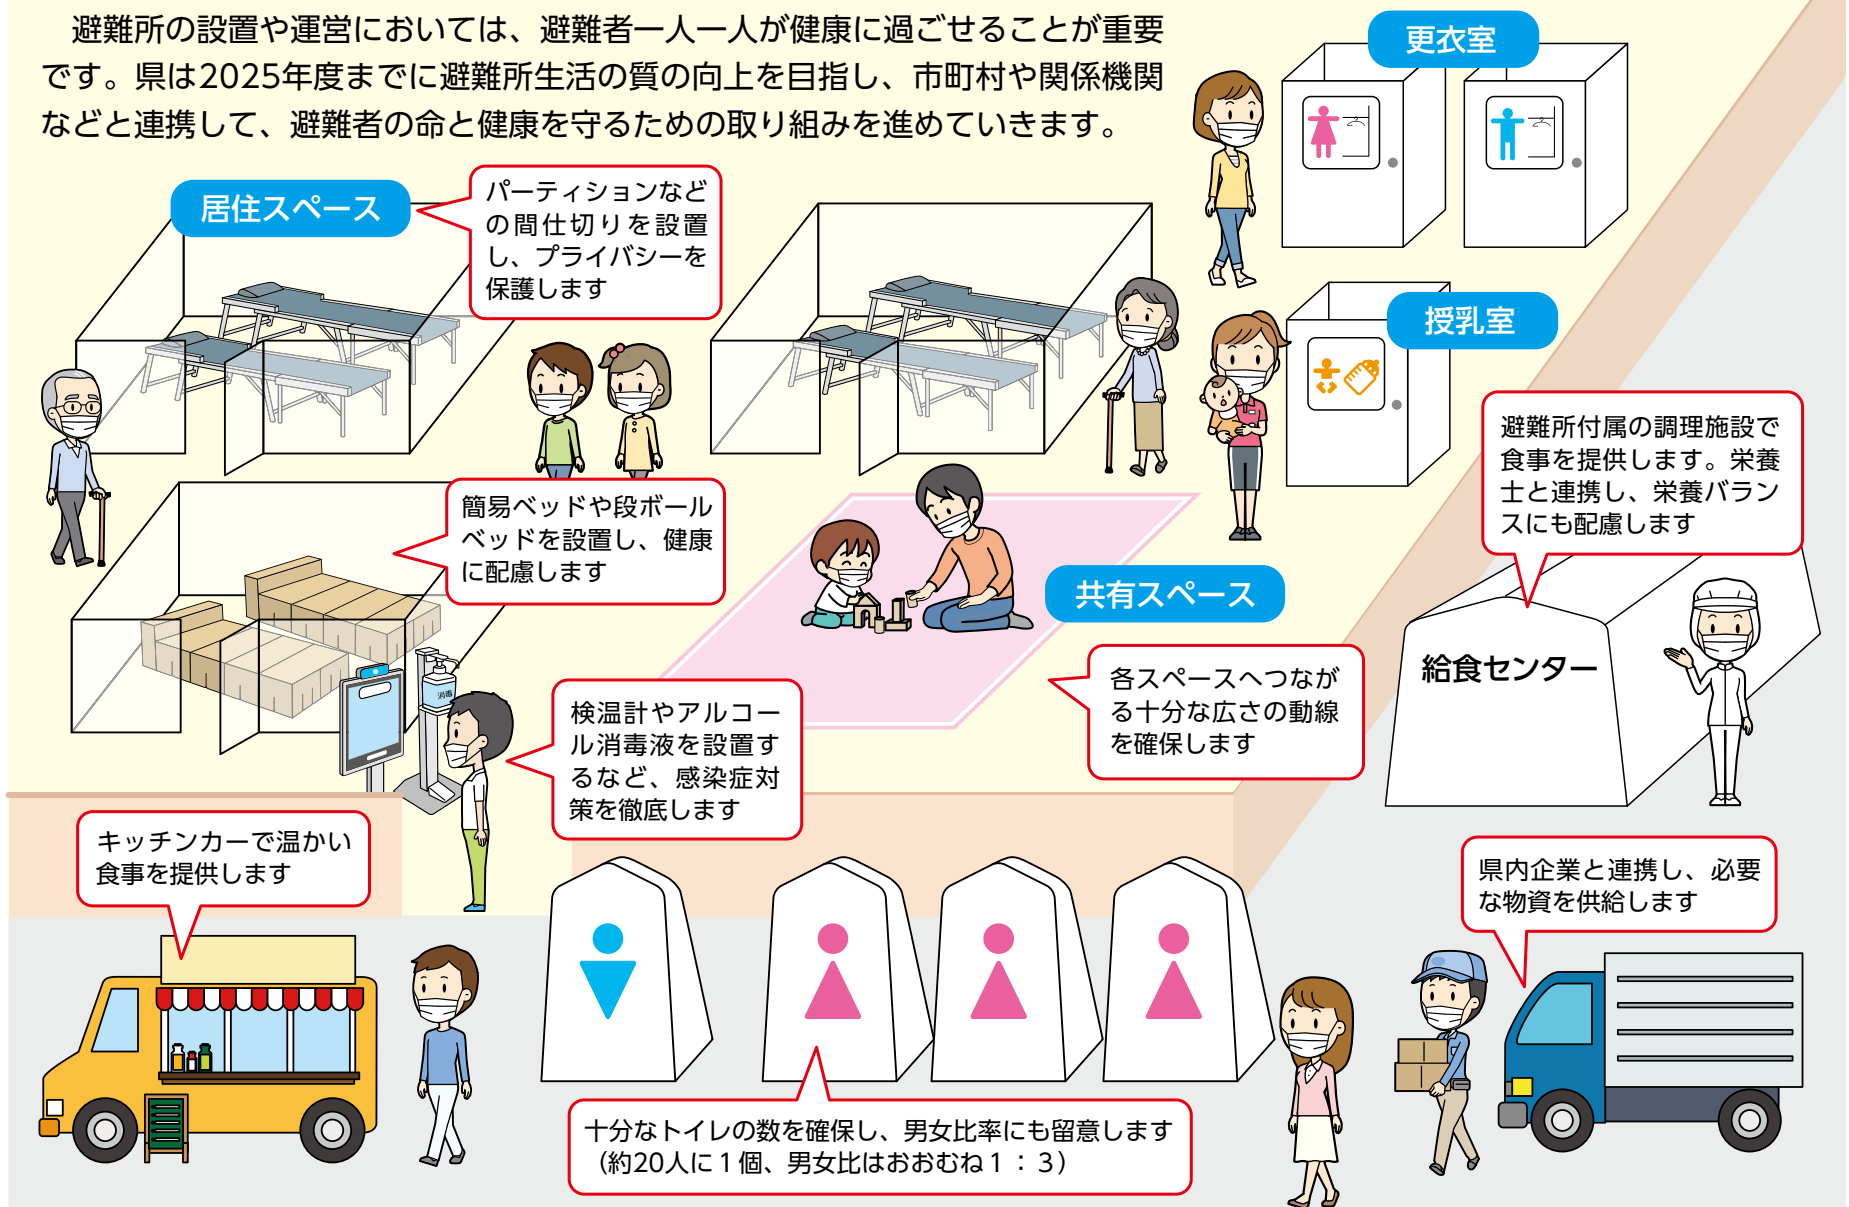 避難所の設置や運営においては、避難者一人一人が健康に過ごせることが重要
です。県は2025年度までに避難所生活の質の向上を目指し、市町村や関係機関
などと連携して、避難者の命と健康を守るための取り組みを進めていきます。
更衣室
居住スペース
パーティションなど
の間仕切りを設置
し、プライバシーを
保護します
授乳室
避難所付属の調理施設で
食事を提供します。栄養
士と連携し、栄養バラン
スにも配慮します
簡易ベッドや段ボール
ベッドを設置し、健康
に配慮します
共有スペース
給食センター
各スペースへつなが
る十分な広さの動線
を確保します
消毒
検温計やアルコー
ル消毒液を設置す
るなど、感染症対
策を徹底します
キッチンカーで温かい
食事を提供します
県内企業と連携し、必要
な物資を供給します
十分なトイレの数を確保し、男女比率にも留意します
（約20人に１個、男女比はおおむね１：３）